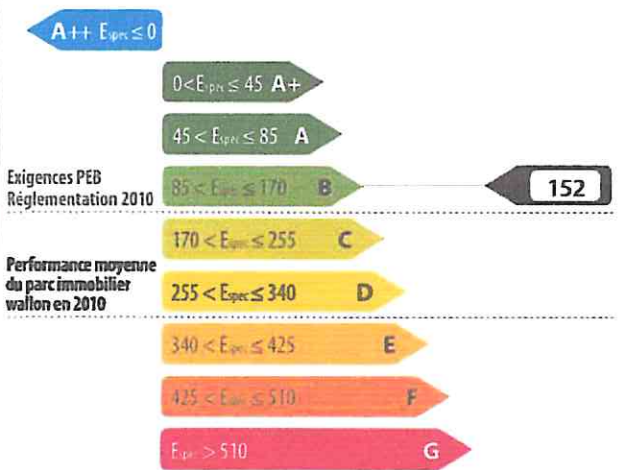 A++ Espec ≤ 0
0 < Espec ≤ 45 A+
45 < Espec ≤ 85 A
Exigences PEB
Réglementation 2010
85 < Espec ≤ 170 B
152
170 < Espec ≤ 255 C
Performance moyenne
du parc immobilier
wallon en 2010
255 < Espec ≤ 340 D
340 < Espec ≤ 425 E
425 < Espec ≤ 510 F
Espec > 510 G